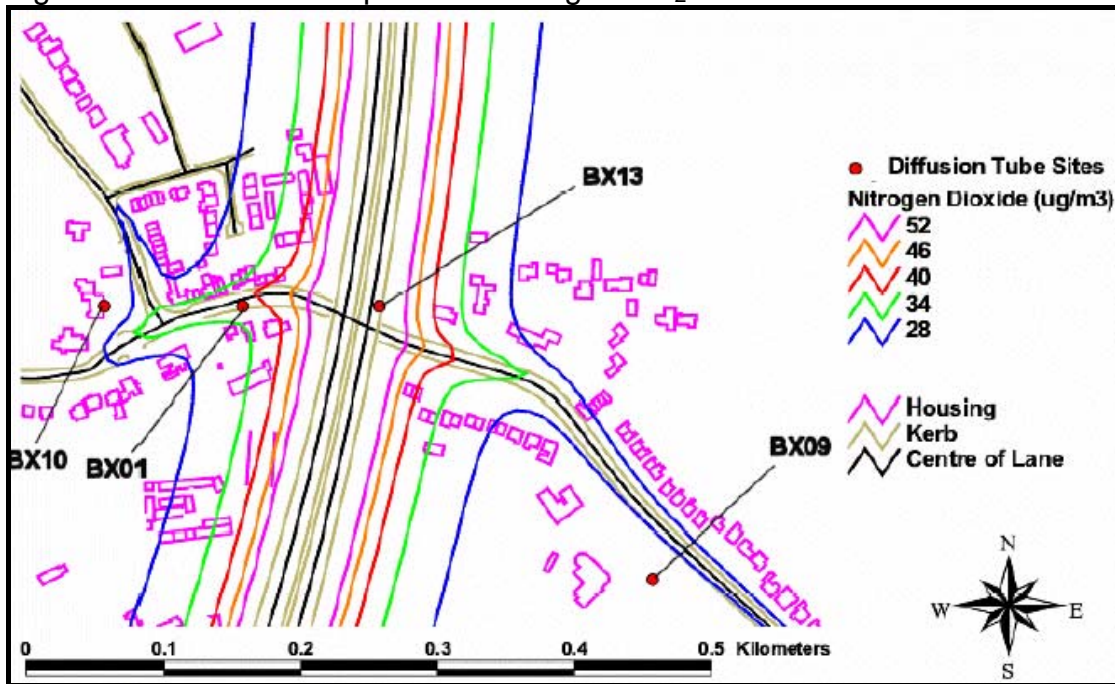 BX13
BX10
BX01
BX09
Diffusion Tube Sites
Nitrogen Dioxide (ug/m3)
52
46
40
34
28
Housing
Kerb
Centre of Lane
N
W
E
S
0 0.1 0.2 0.3 0.4 0.5 Kilometers